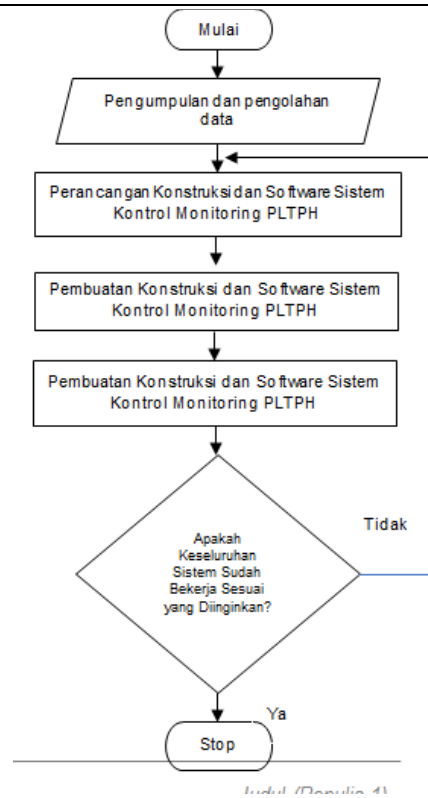 Mulai
Pengumpulan dan pengolahan
data
Perancangan Konstruksi dan Software Sistem
Kontrol Monitoring PLTPH
Pembuatan Konstruksi dan Software Sistem
Kontrol Monitoring PLTPH
Pembuatan Konstruksi dan Software Sistem
Kontrol Monitoring PLTPH
Tidak
Apakah
Keseluruhan
Sistem Sudah
Bekerja Sesuai
yang Diinginkan?
Ya
Stop